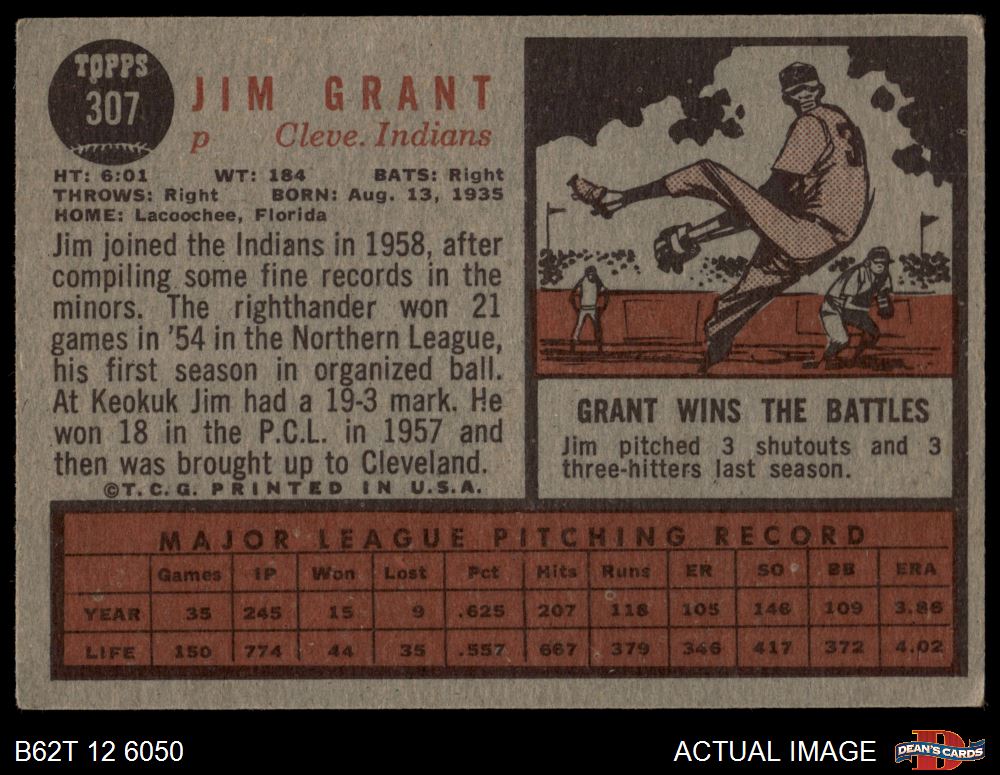 TOPPS
307
JIM GRANT
p Cleve. Indians
HT: 6:01 WT: 184 BATS: Right
THROWS: Right BORN: Aug. 13, 1935
HOME: Lacoochee, Florida
Jim joined the Indians in 1958, after
compiling some fine records in the
minors. The righthander won 21
games in '54 in the Northern League,
his first season in organized ball.
At Keokuk Jim had a 19-3 mark. He
won 18 in the P.C.L. in 1957 and
then was brought up to Cleveland.
©T.C.G. PRINTED IN U.S.A.
3
GRANT WINS THE BATTLES
Jim pitched 3 shutouts and 3
three-hitters last season.
MAJOR LEAGUE PITCHING RECORD
Games IP Won Lost Pct Hits Runs ER SO BB ERA
YEAR 35 245 15 9 .625 207 118 105 146 109 3.86
LIFE 150 774 44 35 .557 667 379 346 417 372 4.02
B62T 12 6050
ACTUAL IMAGE
DEAN'S CARDS